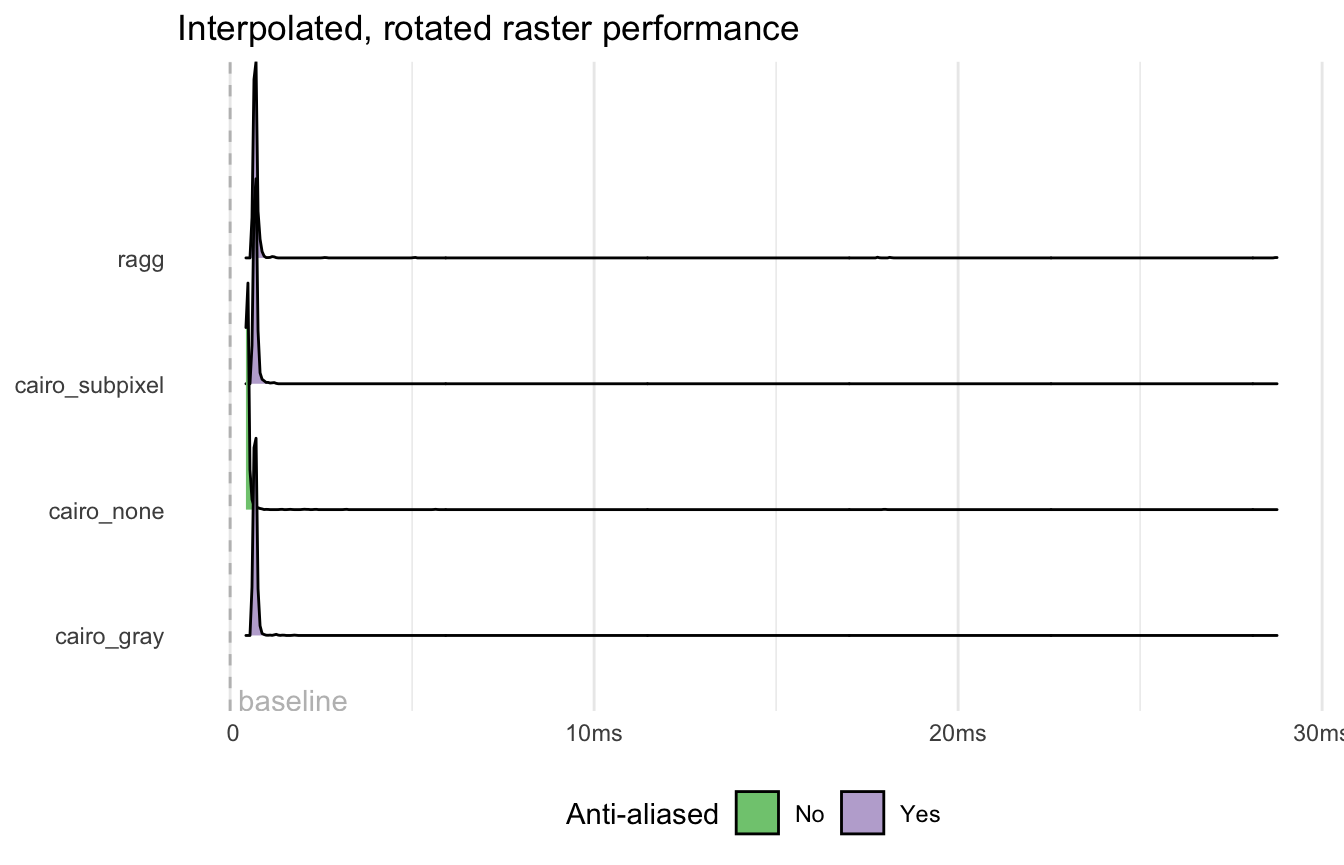 Interpolated, rotated raster performance
ragg
cairo_subpixel
cairo_none
cairo_gray
baseline
0 10ms 20ms 30ms
Anti-aliased No Yes